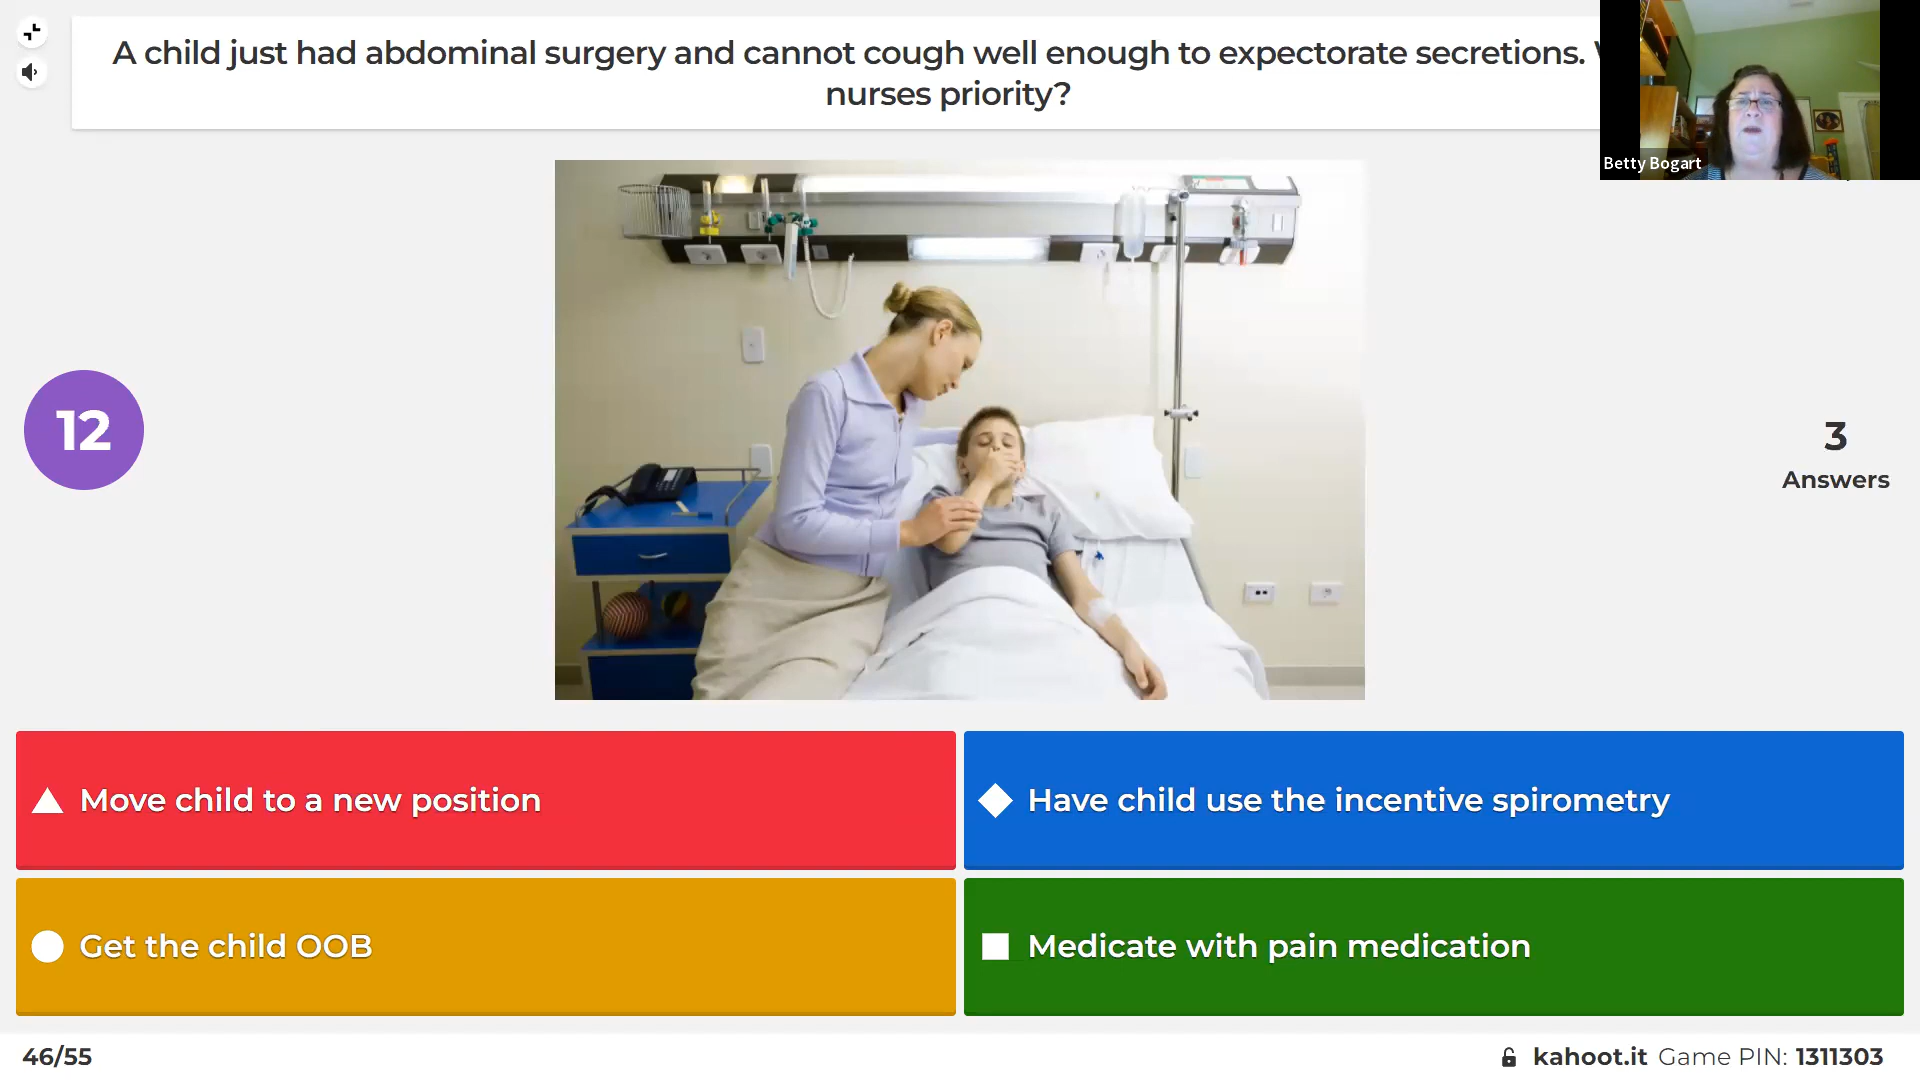 A child just had abdominal surgery and cannot cough well enough to expectorate secretions.
nurses priority?
Betty Bogart
12
3
Answers
Move child to a new position
Have child use the incentive spirometry
Get the child OOB
Medicate with pain medication
46/55
kahoot.it Game PIN: 1311303